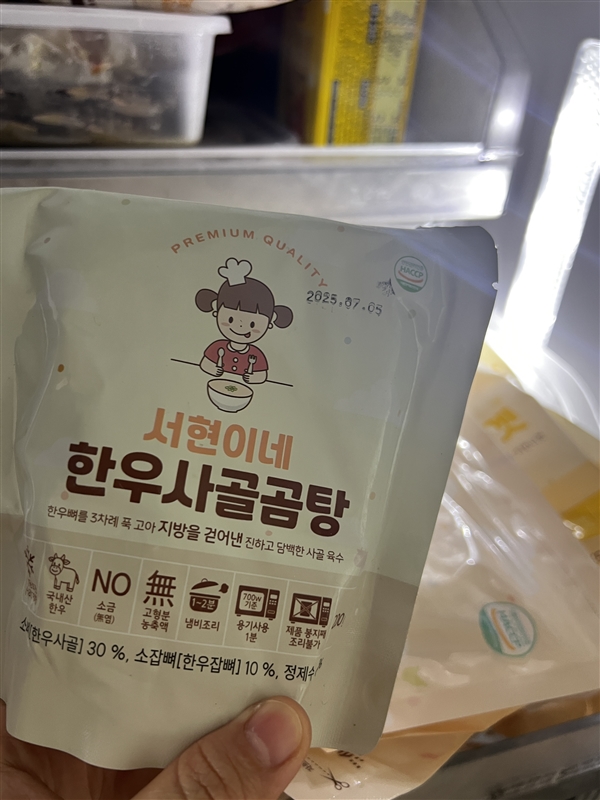 PREMIUM QUALITY
HACCP
2025.07.05
서현이네
한우사골곰탕
한우뼈를 3차례 푹 고아 지방을 걷어낸 진하고 담백한 사골 육수
국내산
한우
NO
소금
(無염)
無
고형분
농축액
1~2분
냄비조리
700w
기준
용기사용
1분
제품 봉지째
조리불가
[한우사골] 30 %, 소잡뼈[한우잡뼈] 10 %, 정제수
HACCP